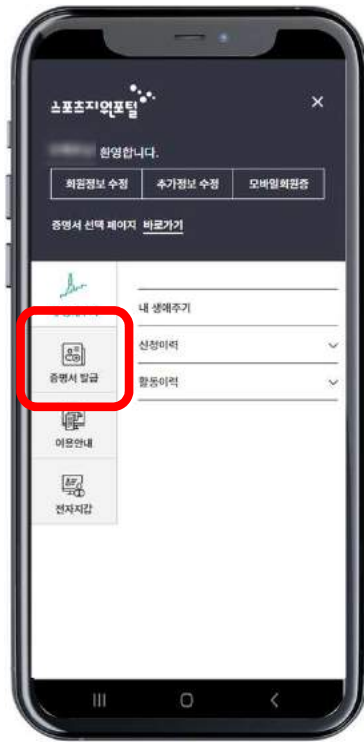 스포츠지원포털
×
환영합니다.
회원정보 수정 추가정보 수정 모바일회원증
증명서 선택 페이지 바로가기
내 생애주기
신청이력
증명서 발급
활동이력
이용안내
전자지갑